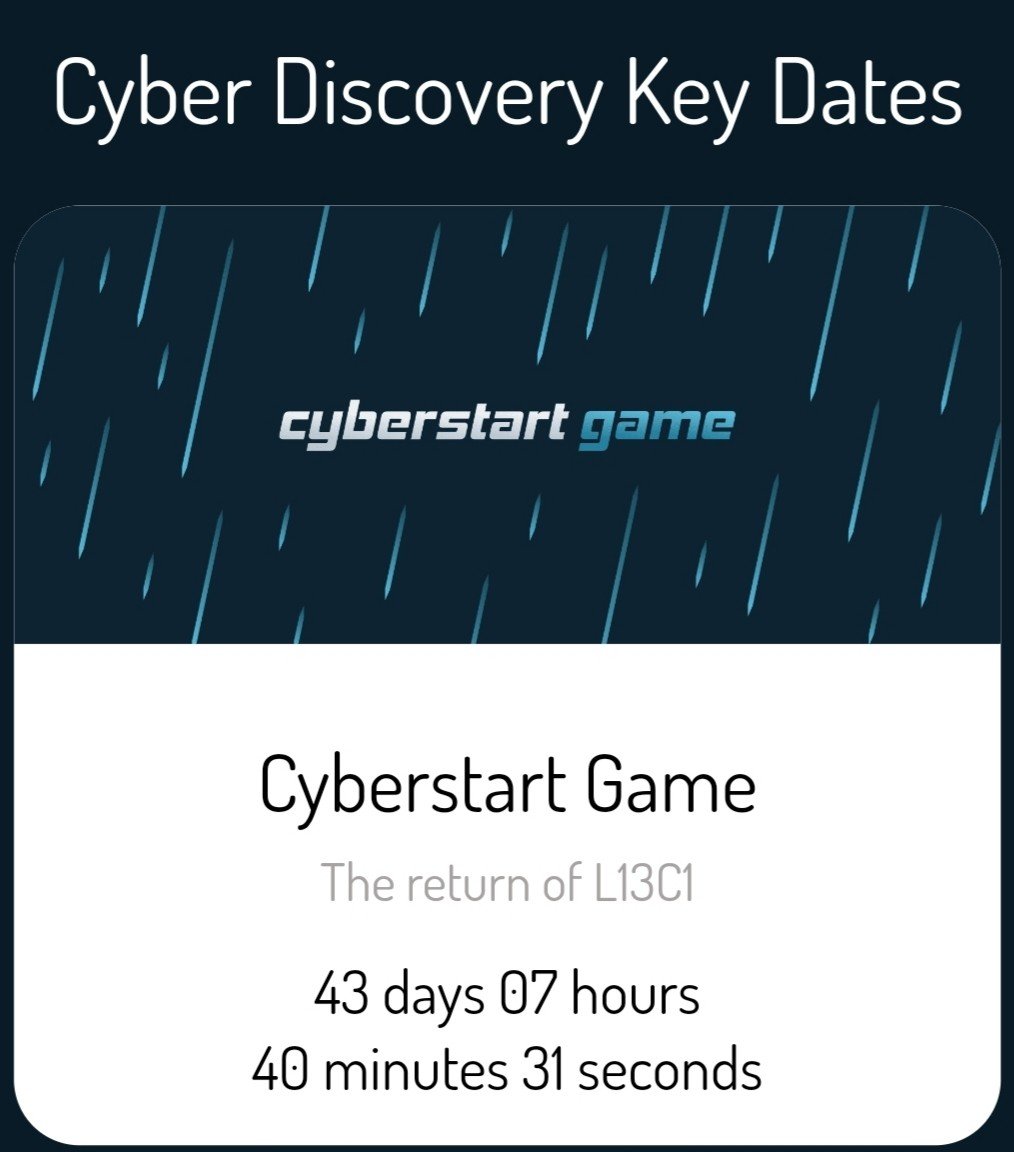 Cyber Discovery Key Dates
cyberstart game
Cyberstart Game
The return of L13C1
43 days 07 hours
40 minutes 31 seconds